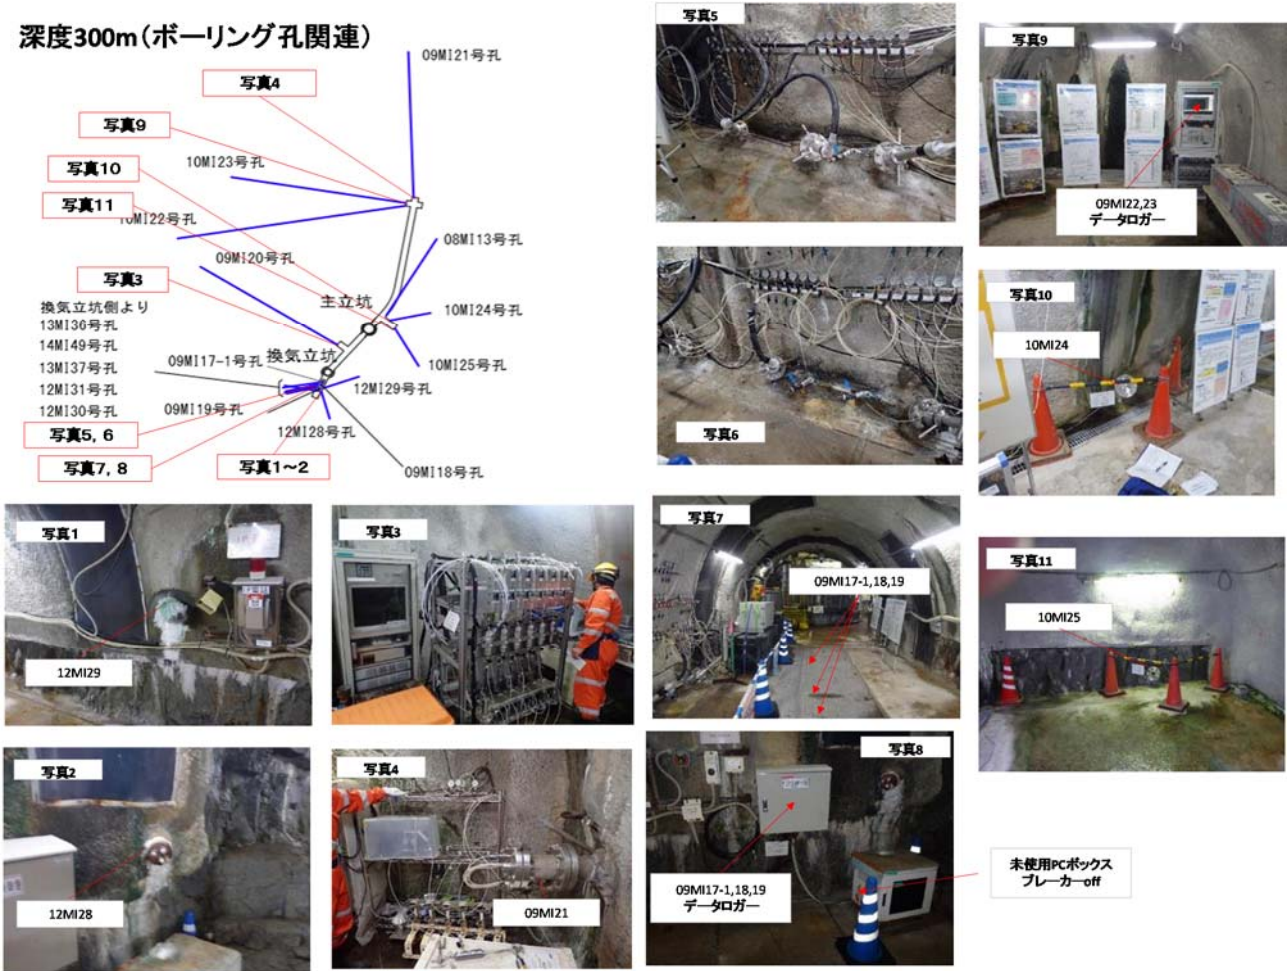 深度300m（ボーリング孔関連）
09MI21号孔
写真4
写真9
10MI23号孔
写真10
写真11
10MI22号孔
08MI13号孔
09MI20号孔
写真3
主立坑
換気立坑側より
13MI36号孔
14MI49号孔
13MI37号孔
12MI31号孔
12MI30号孔
10MI24号孔
09MI17-1号孔
換気立坑
10MI25号孔
12MI29号孔
09MI19号孔
写真5, 6
12MI28号孔
写真7, 8
写真1～2
09MI18号孔
写真5
写真9
09MI22,23
データロガー
写真6
写真10
10MI24
写真1
12MI29
写真3
写真7
09MI17-1,18,19
写真11
10MI25
写真2
12MI28
写真4
09MI21
写真8
09MI17-1,18,19
データロガー
未使用PCボックス
ブレーカーoff